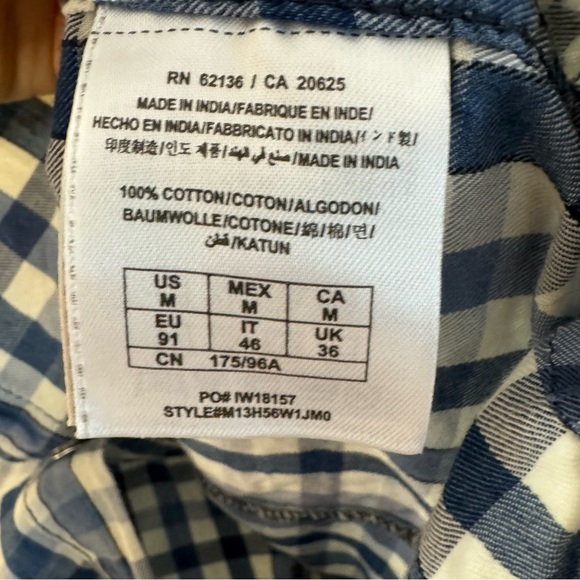 RN 62136 / CA 20625
MADE IN INDIA/FABRIQUE EN INDE/
HECHO EN INDIA/FABBRICATO IN INDIA/インド製/
印度制造/인도 제품/صنع في الهند/MADE IN INDIA
100% COTTON/COTON/ALGODON/
BAUMWOLLE/COTONE/綿/棉/면/
قطن/KATUN
US MEX CA
M M M
EU IT UK
91 46 36
CN 175/96A
PO# IW18157
STYLE#M13H56W1JM0